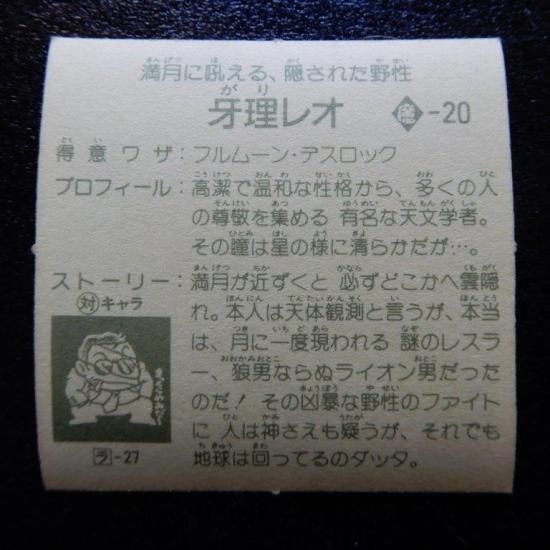 満月に吼える、隠された野性
牙理レオ
-20
得意ワザ：フルムーン・デスロック
プロフィール：高潔で温和な性格から、多くの人
の尊敬を集める 有名な天文学者。
その瞳は星の様に清らかだが…。
ストーリー：満月が近ずくと 必ずどこかへ雲隠
対キャラ
れ。本人は天体観測と言うが、本当
は、月に一度現われる 謎のレスラ
ー、狼男ならぬライオン男だった
のだ！その凶暴な野性のファイト
に 人は神さえも疑うが、それでも
地球は回ってるのダッタ。
ラ-27